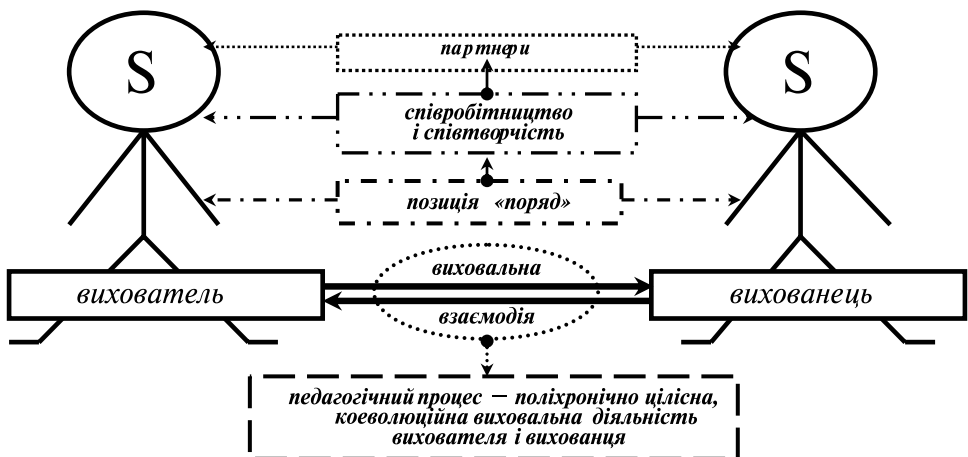 S
партнери
S
співробітництво
і співтворчість
позиція «поряд»
виховальна
вихователь
вихованець
взаємодія
педагогічний процес – поліхронічно цілісна,
коеволюційна виховальна діяльність
вихователя і вихованця